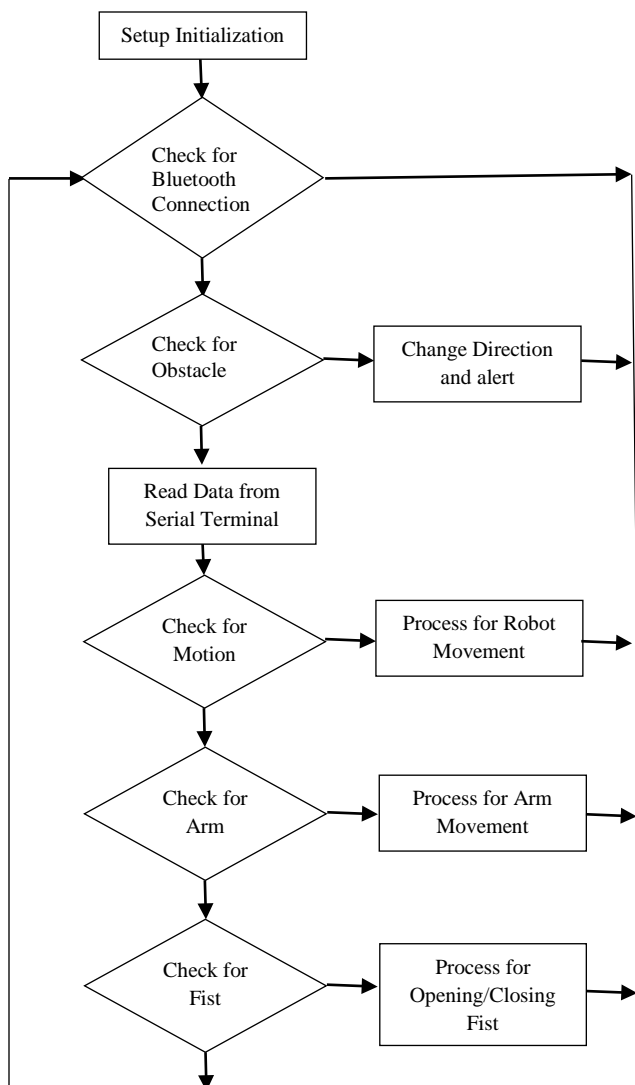 Setup Initialization
Check for
Bluetooth
Connection
Check for
Obstacle
Change Direction
and alert
Read Data from
Serial Terminal
Check for
Motion
Process for Robot
Movement
Check for
Arm
Process for Arm
Movement
Check for
Fist
Process for
Opening/Closing
Fist